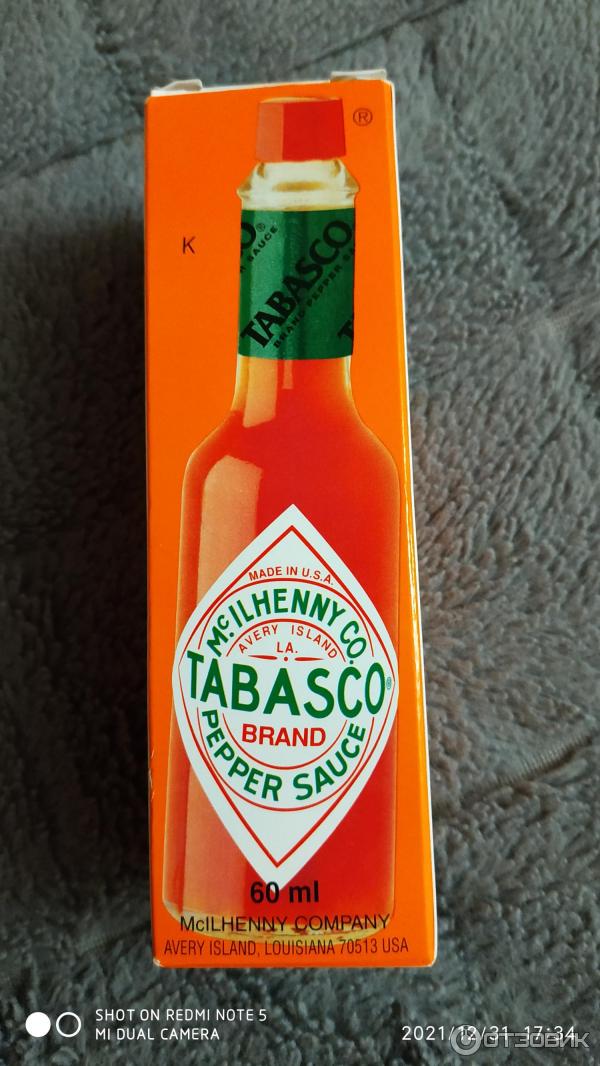 ®
K
O®
R SAUCE
TABASCO
BRAND PEPPER SAUCE
MADE IN U.S.A.
McILHENNY CO.
AVERY ISLAND
LA.
TABASCO®
BRAND
PEPPER SAUCE
60 ml
McILHENNY COMPANY
AVERY ISLAND, LOUISIANA 70513 USA
SHOT ON REDMI NOTE 5
MI DUAL CAMERA
2021/12/31 17:34
ОТЗОВИК